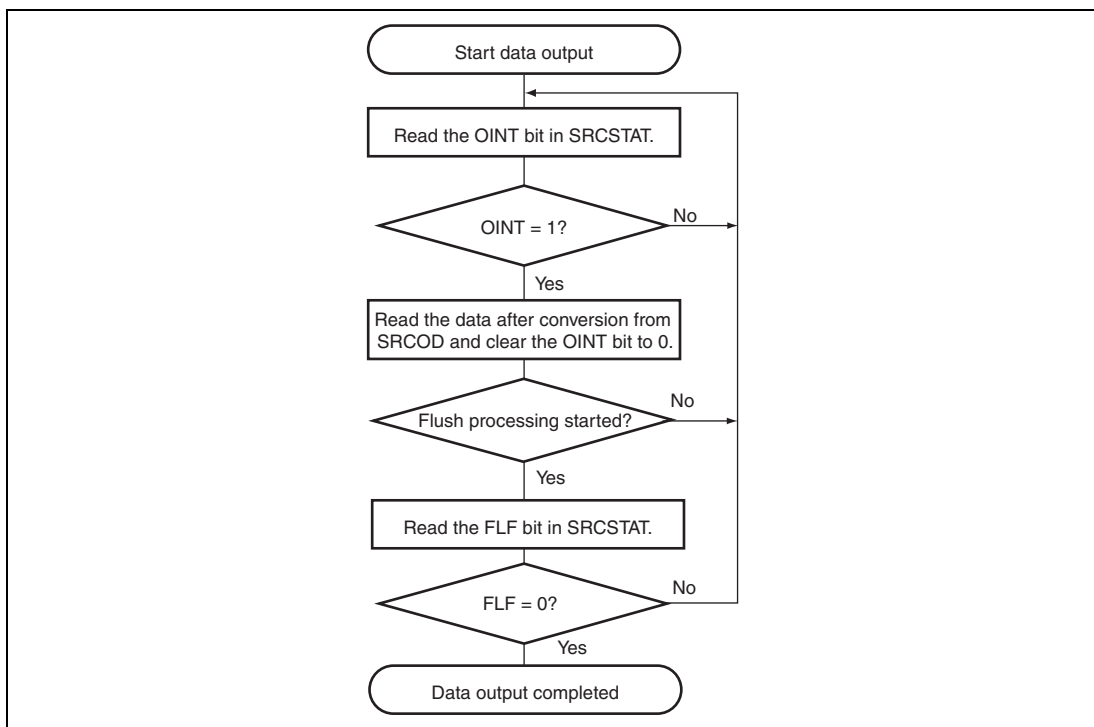 Start data output
Read the OINT bit in SRCSTAT.
OINT = 1?
No
Yes
Read the data after conversion from
SRCOD and clear the OINT bit to 0.
Flush processing started?
No
Yes
Read the FLF bit in SRCSTAT.
FLF = 0?
No
Yes
Data output completed